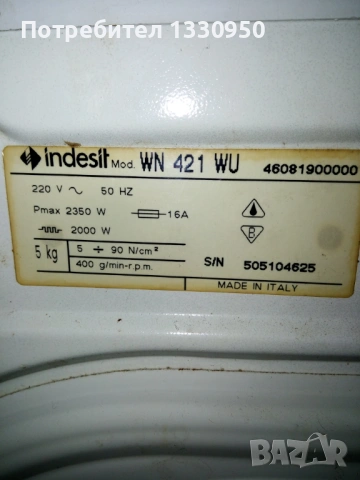 Потребител 1330950
indesit Mod. WN 421 WU 46081900000
220 V ~ 50 HZ
Pmax 2350 W 16A
2000 W
5 kg
5 ÷ 90 N/cm²
400 g/min-r.p.m.
B
S/N 505104625
MADE IN ITALY
BAZAR